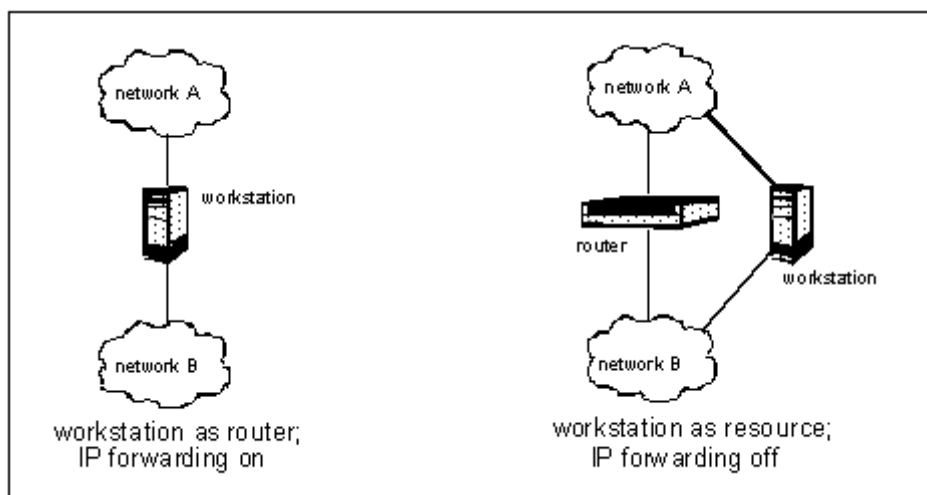 network A
workstation
network B
workstation as router;
IP forwarding on
network A
router
workstation
network B
workstation as resource;
IP forwarding off